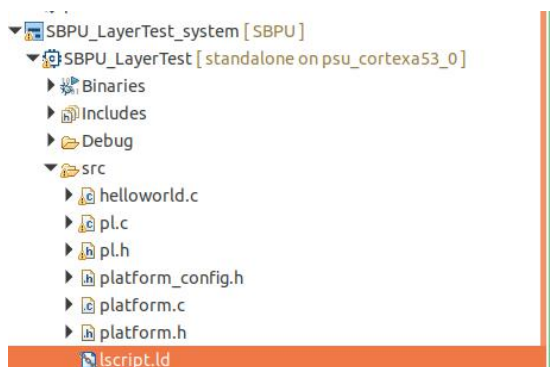 SBPU_LayerTest_system [ SBPU ]
SBPU_LayerTest [ standalone on psu_cortexa53_0 ]
Binaries
Includes
Debug
src
helloworld.c
pl.c
pl.h
platform_config.h
platform.c
platform.h
lscript.ld